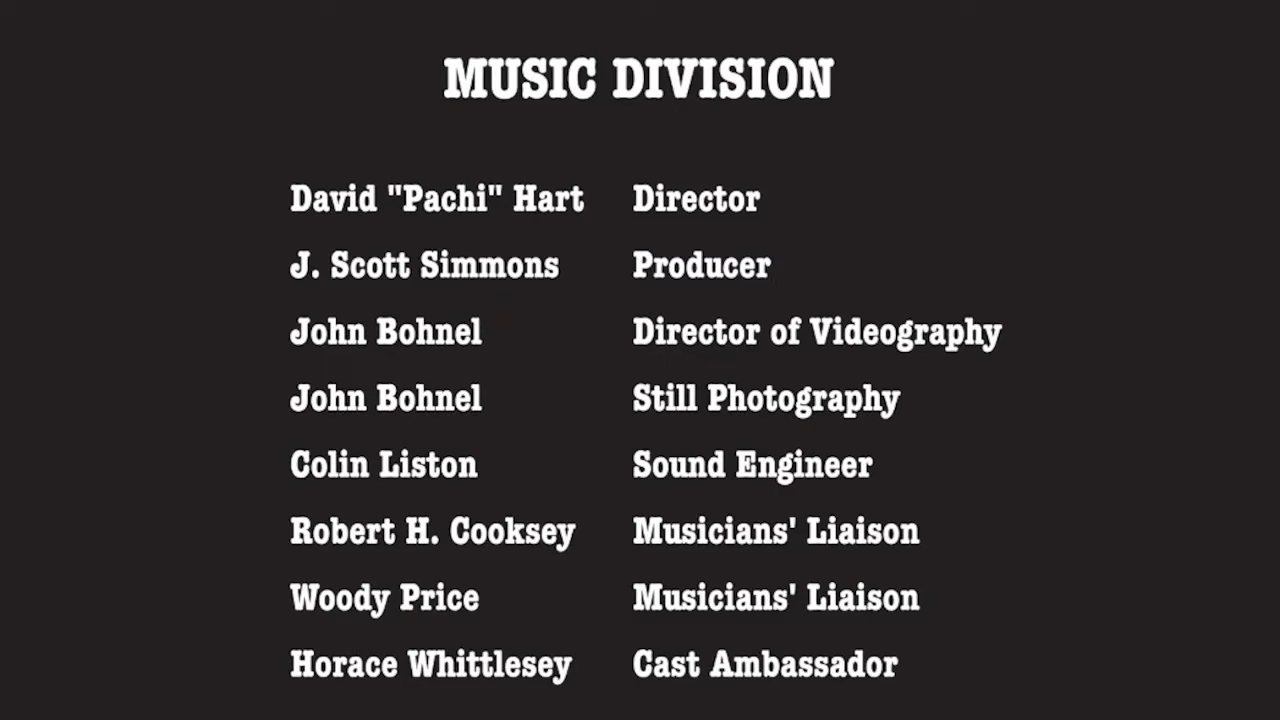 MUSIC DIVISION
David "Pachi" Hart Director
J. Scott Simmons Producer
John Bohnel Director of Videography
John Bohnel Still Photography
Colin Liston Sound Engineer
Robert H. Cooksey Musicians' Liaison
Woody Price Musicians' Liaison
Horace Whittlesey Cast Ambassador